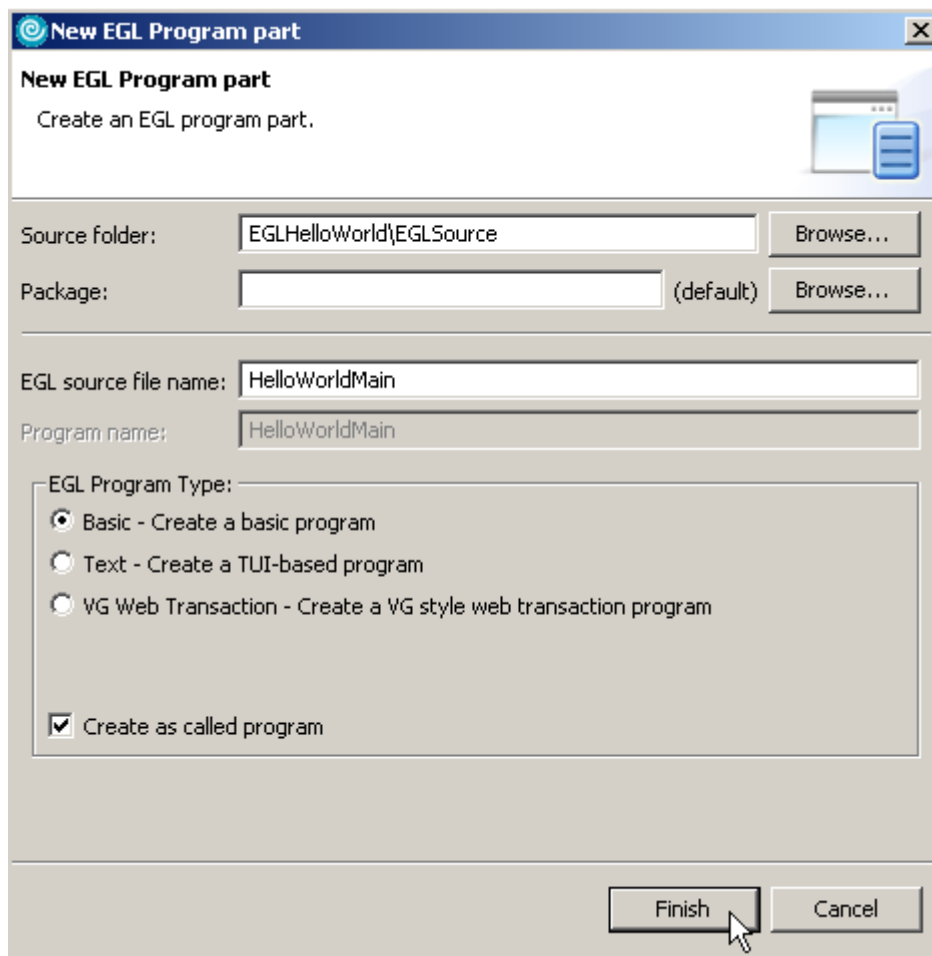 New EGL Program part
New EGL Program part
Create an EGL program part.
Source folder: EGLHelloWorld\EGLSource Browse...
Package: (default) Browse...
EGL source file name: HelloWorldMain
Program name: HelloWorldMain
EGL Program Type:
Basic - Create a basic program
Text - Create a TUI-based program
VG Web Transaction - Create a VG style web transaction program
Create as called program
Finish Cancel